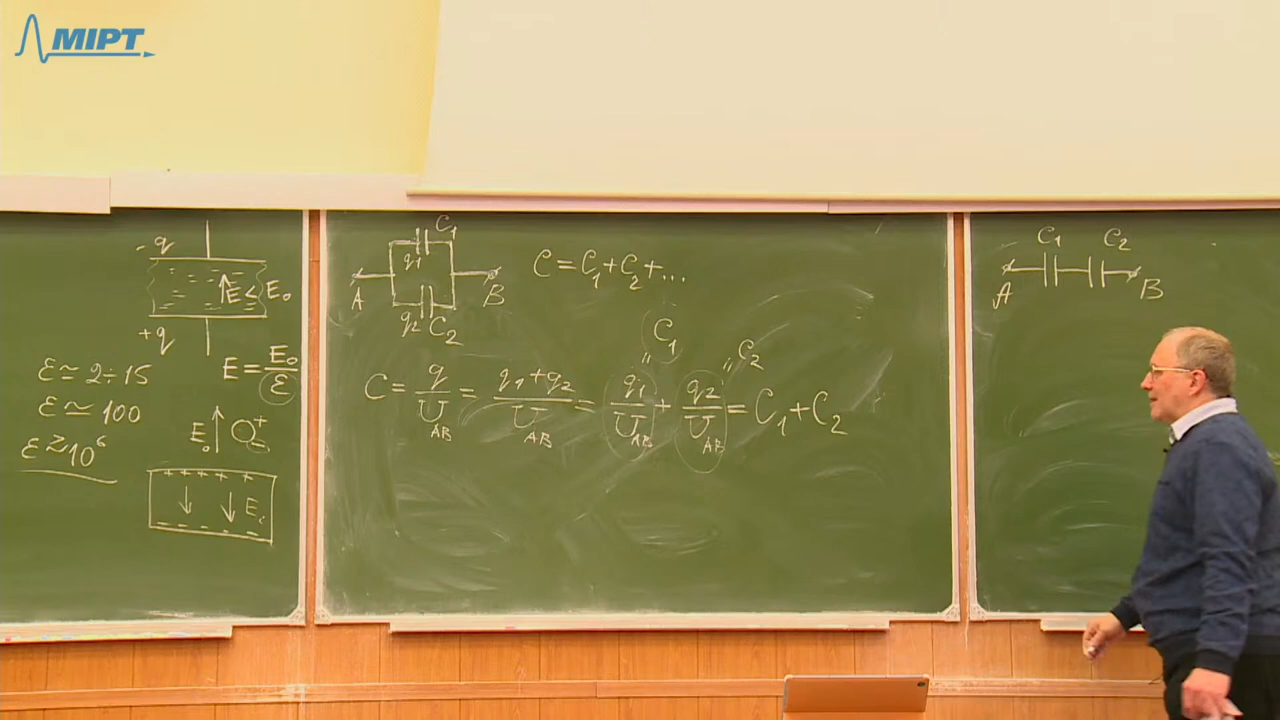 MIPT
- q
E < E₀
+q
ε ≃ 2÷15
E = E₀/ε
ε ≃ 100
E₀
+
-
ε ≈ 10⁶
+ + + + + +
Eᵢ
- - - - - -
C₁
q₁
A
B
q₂ C₂
C = C₁ + C₂ + ...
C₁
"
C₂
"
C = q/U_AB = (q₁+q₂)/U_AB = q₁/U_AB + q₂/U_AB = C₁ + C₂
C₁ C₂
A B